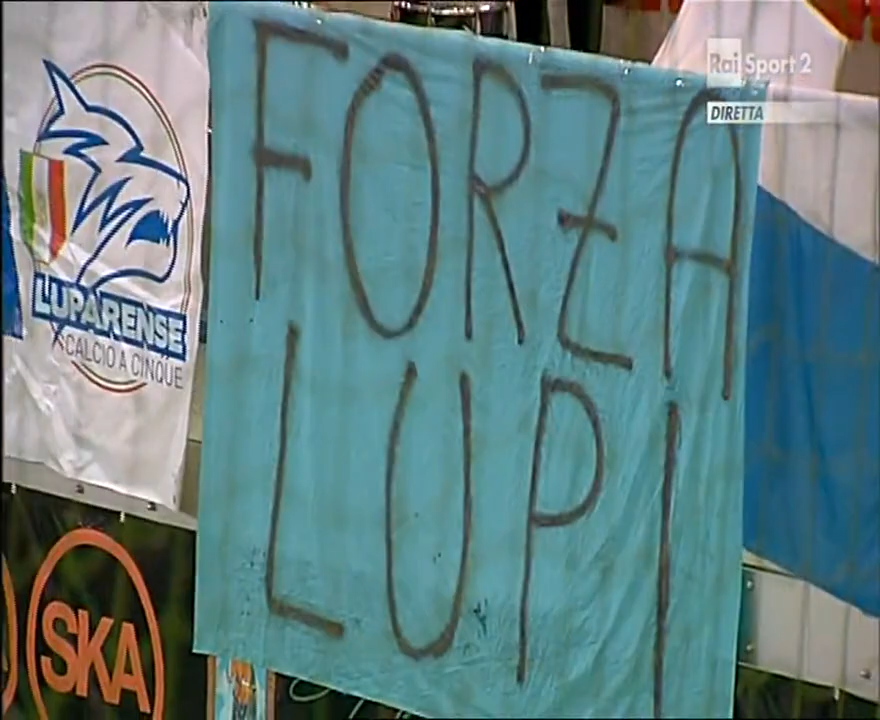 FORZA
LUPI
LUPARENSE
CALCIO A CINQUE
SKA
Rai Sport 2
DIRETTA